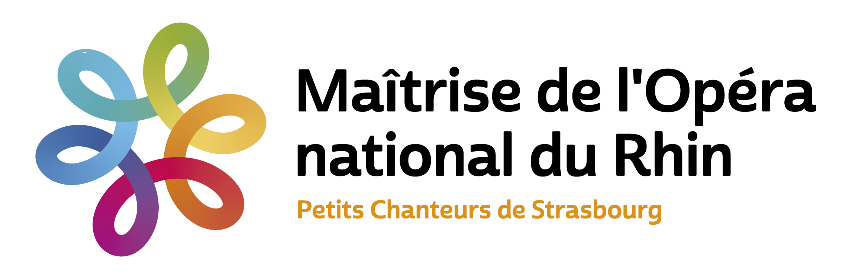 Maîtrise de l'Opéra
national du Rhin
Petits Chanteurs de Strasbourg